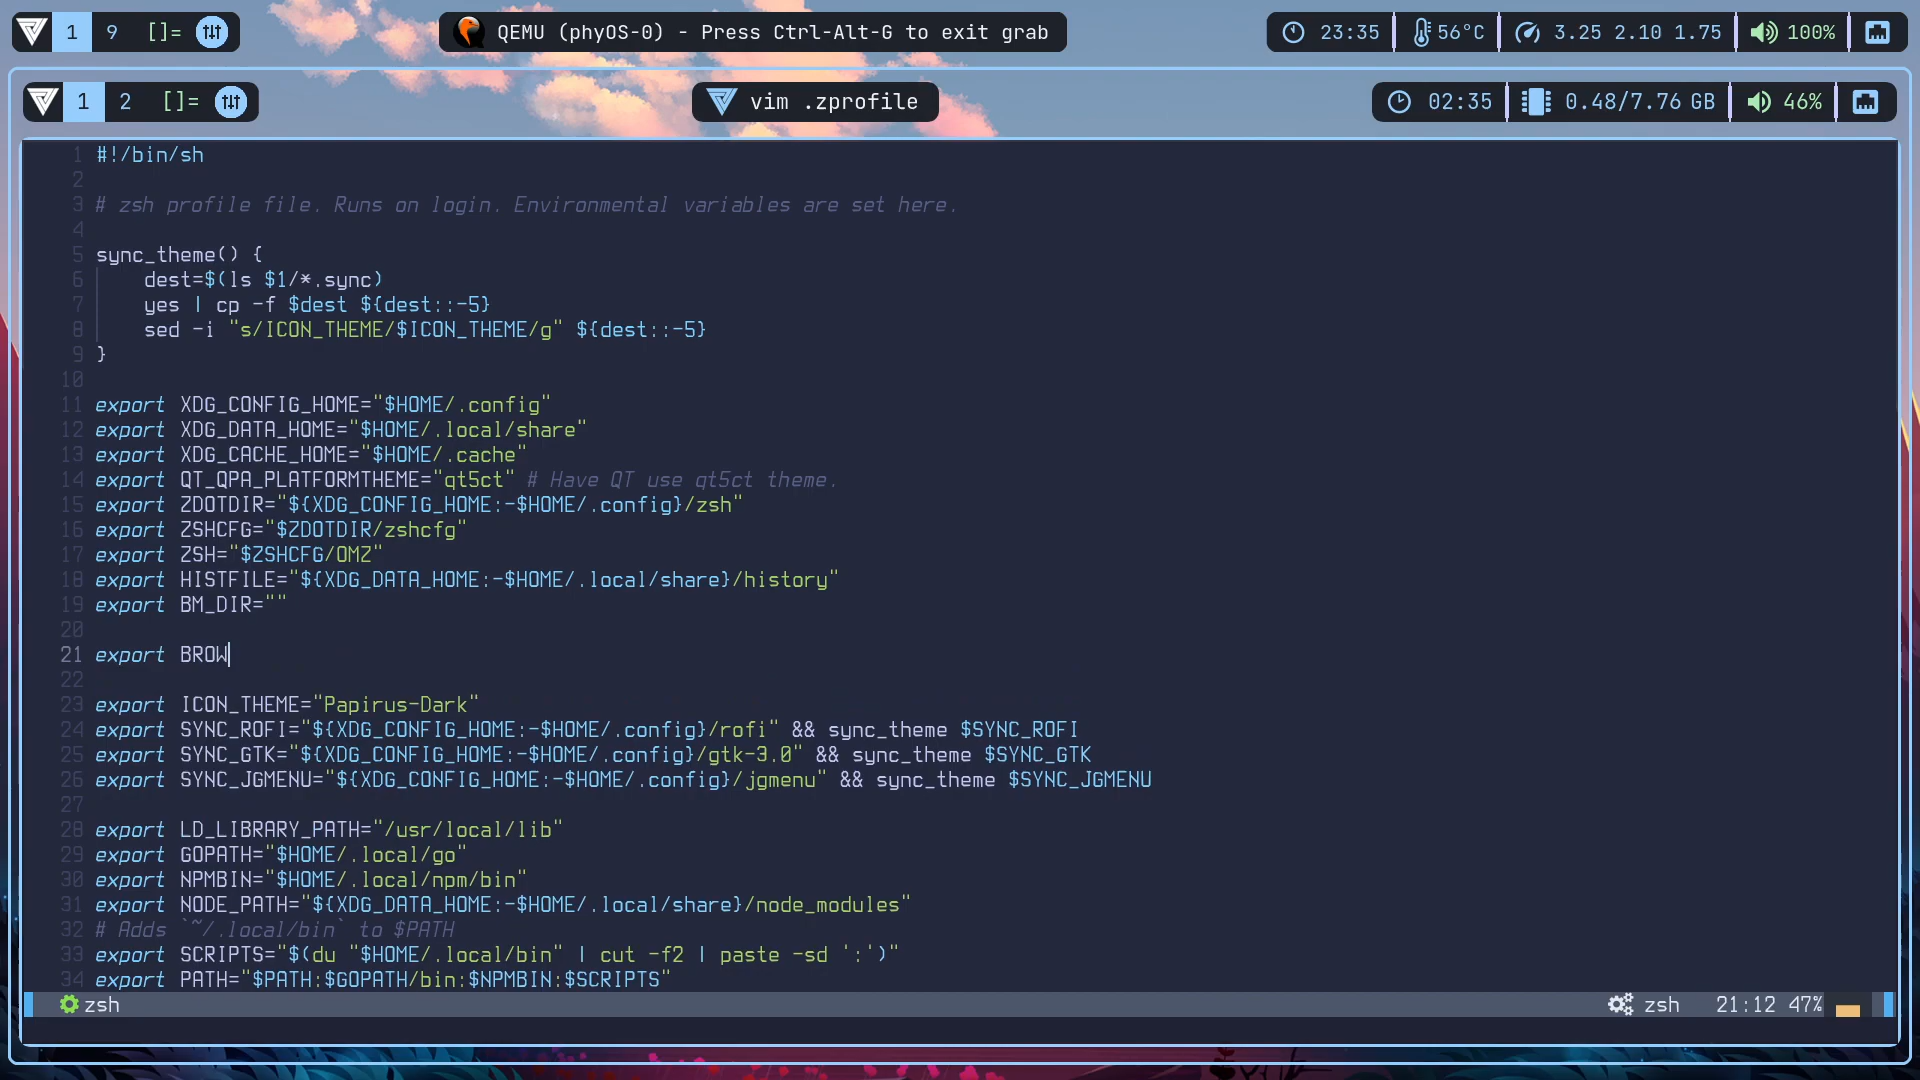 1 9 []= QEMU (phyOS-0) - Press Ctrl-Alt-G to exit grab 23:35 56°C 3.25 2.10 1.75 100%
1 2 []= vim .zprofile 02:35 0.48/7.76 GB 46%
1 #!/bin/sh
2
3 # zsh profile file. Runs on login. Environmental variables are set here.
4
5 sync_theme() {
6     dest=$(ls $1/*.sync)
7     yes | cp -f $dest ${dest::-5}
8     sed -i "s/ICON_THEME/$ICON_THEME/g" ${dest::-5}
9 }
10
11 export XDG_CONFIG_HOME="$HOME/.config"
12 export XDG_DATA_HOME="$HOME/.local/share"
13 export XDG_CACHE_HOME="$HOME/.cache"
14 export QT_QPA_PLATFORMTHEME="qt5ct" # Have QT use qt5ct theme.
15 export ZDOTDIR="${XDG_CONFIG_HOME:-$HOME/.config}/zsh"
16 export ZSHCFG="$ZDOTDIR/zshcfg"
17 export ZSH="$ZSHCFG/OMZ"
18 export HISTFILE="${XDG_DATA_HOME:-$HOME/.local/share}/history"
19 export BM_DIR=""
20
21 export BROW
22
23 export ICON_THEME="Papirus-Dark"
24 export SYNC_ROFI="${XDG_CONFIG_HOME:-$HOME/.config}/rofi" && sync_theme $SYNC_ROFI
25 export SYNC_GTK="${XDG_CONFIG_HOME:-$HOME/.config}/gtk-3.0" && sync_theme $SYNC_GTK
26 export SYNC_JGMENU="${XDG_CONFIG_HOME:-$HOME/.config}/jgmenu" && sync_theme $SYNC_JGMENU
27
28 export LD_LIBRARY_PATH="/usr/local/lib"
29 export GOPATH="$HOME/.local/go"
30 export NPMBIN="$HOME/.local/npm/bin"
31 export NODE_PATH="${XDG_DATA_HOME:-$HOME/.local/share}/node_modules"
32 # Adds `~/.local/bin` to $PATH
33 export SCRIPTS="$(du "$HOME/.local/bin" | cut -f2 | paste -sd ':')"
34 export PATH="$PATH:$GOPATH/bin:$NPMBIN:$SCRIPTS"
zsh zsh 21:12 47%